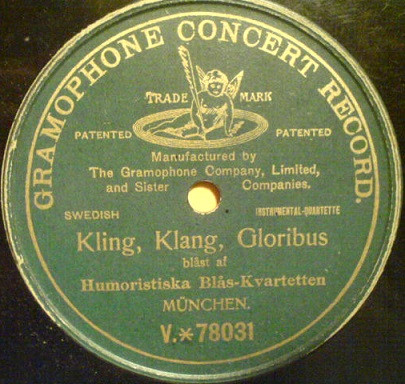 GRAMOPHONE CONCERT RECORD.
TRADE MARK
PATENTED PATENTED
Manufactured by
The Gramophone Company, Limited,
and Sister Companies.
SWEDISH INSTRUMENTAL-QUARTETTE
Kling, Klang, Gloribus
blåst af
Humoristiska Blås-Kvartetten
MÜNCHEN.
V.*78031